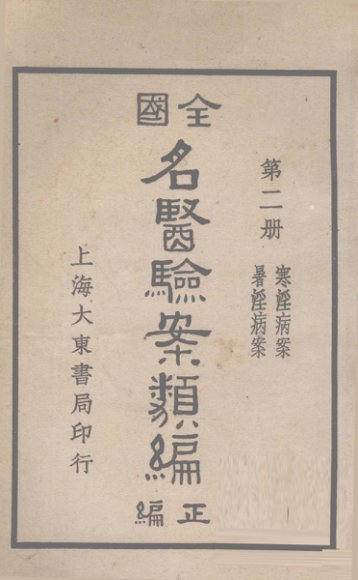 第二册
寒淫病案
暑淫病案
全國
名醫驗案類編
正編
上海大東書局印行